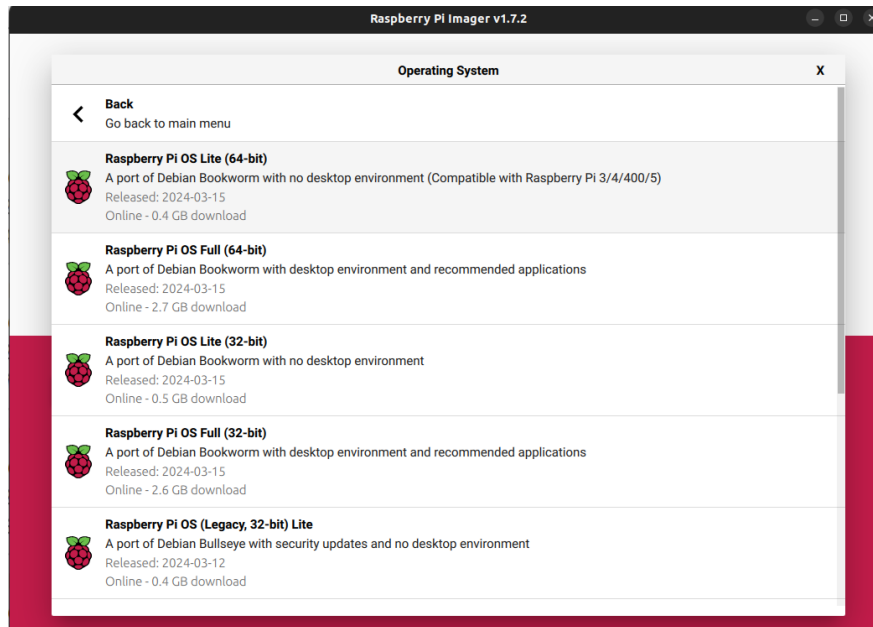 Raspberry Pi Imager v1.7.2
Operating System
X
Back
Go back to main menu
Raspberry Pi OS Lite (64-bit)
A port of Debian Bookworm with no desktop environment (Compatible with Raspberry Pi 3/4/400/5)
Released: 2024-03-15
Online - 0.4 GB download
Raspberry Pi OS Full (64-bit)
A port of Debian Bookworm with desktop environment and recommended applications
Released: 2024-03-15
Online - 2.7 GB download
Raspberry Pi OS Lite (32-bit)
A port of Debian Bookworm with no desktop environment
Released: 2024-03-15
Online - 0.5 GB download
Raspberry Pi OS Full (32-bit)
A port of Debian Bookworm with desktop environment and recommended applications
Released: 2024-03-15
Online - 2.6 GB download
Raspberry Pi OS (Legacy, 32-bit) Lite
A port of Debian Bullseye with security updates and no desktop environment
Released: 2024-03-12
Online - 0.4 GB download